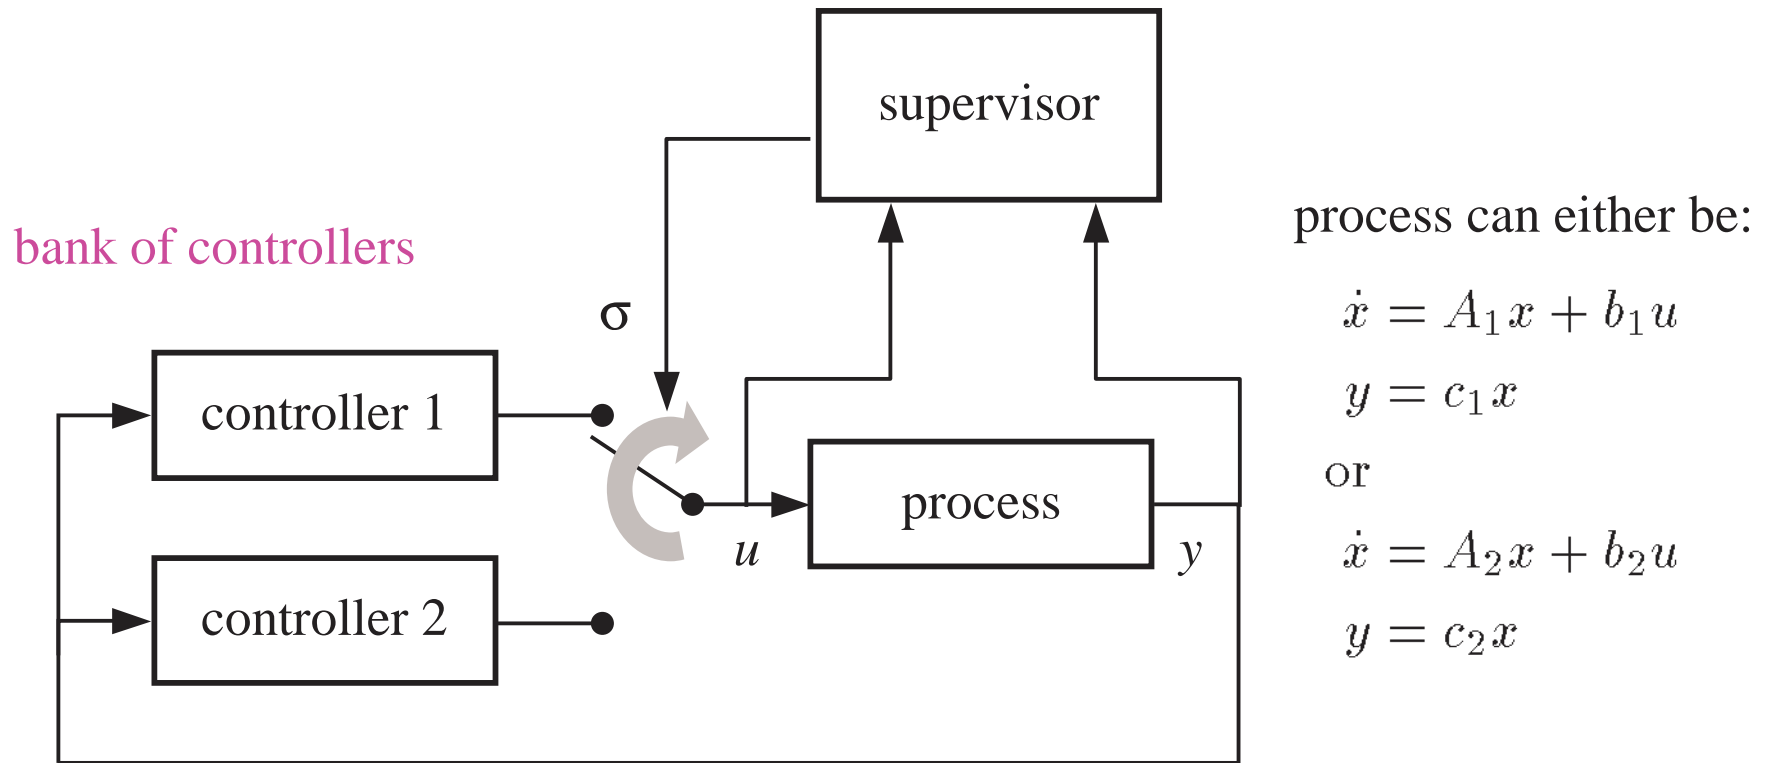 supervisor
bank of controllers
σ
controller 1
controller 2
process
u
y
process can either be:
ẋ = A₁x + b₁u
y = c₁x
or
ẋ = A₂x + b₂u
y = c₂x